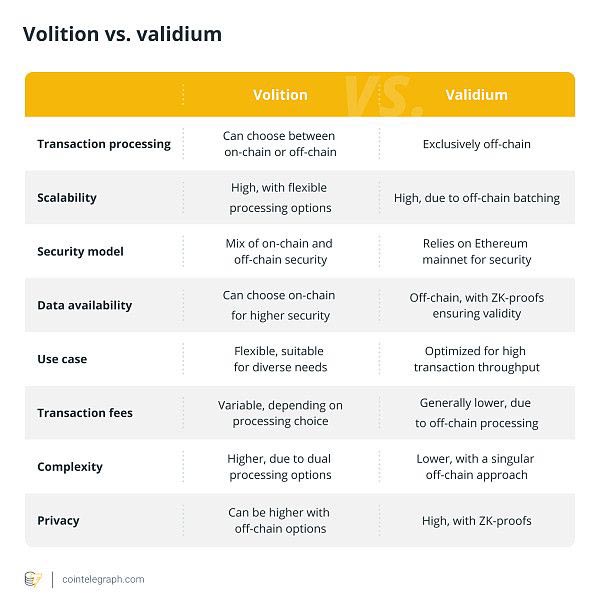 Volition vs. validium
VS.
Volition
Validium
Transaction processing
Can choose between
on-chain or off-chain
Exclusively off-chain
Scalability
High, with flexible
processing options
High, due to off-chain batching
Security model
Mix of on-chain and
off-chain security
Relies on Ethereum
mainnet for security
Data availability
Can choose on-chain
for higher security
Off-chain, with ZK-proofs
ensuring validity
Use case
Flexible, suitable
for diverse needs
Optimized for high
transaction throughput
Transaction fees
Variable, depending on
processing choice
Generally lower, due
to off-chain processing
Complexity
Higher, due to dual
processing options
Lower, with a singular
off-chain approach
Privacy
Can be higher with
off-chain options
High, with ZK-proofs
cointelegraph.com